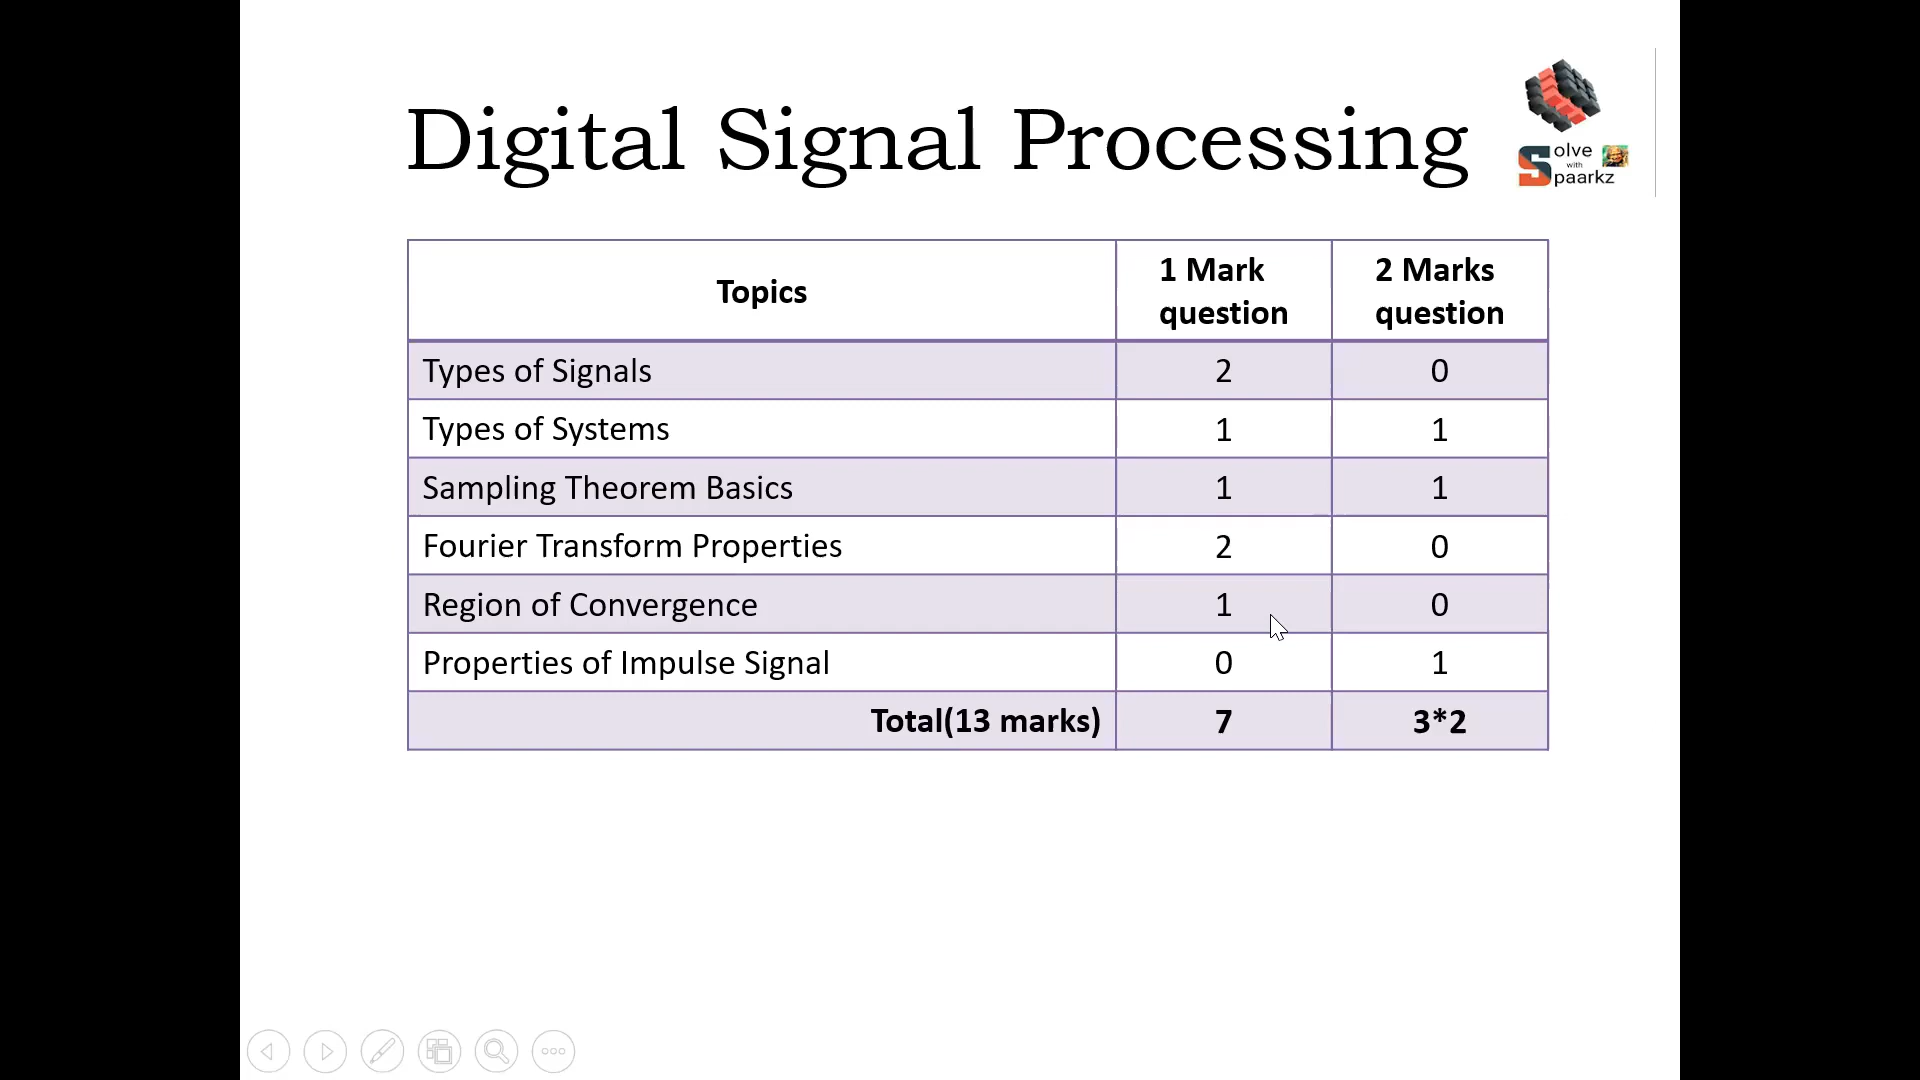 Digital Signal Processing
Solve
with
Spaarkz
Topics
1 Mark
question
2 Marks
question
Types of Signals 2 0
Types of Systems 1 1
Sampling Theorem Basics 1 1
Fourier Transform Properties 2 0
Region of Convergence 1 0
Properties of Impulse Signal 0 1
Total(13 marks) 7 3*2